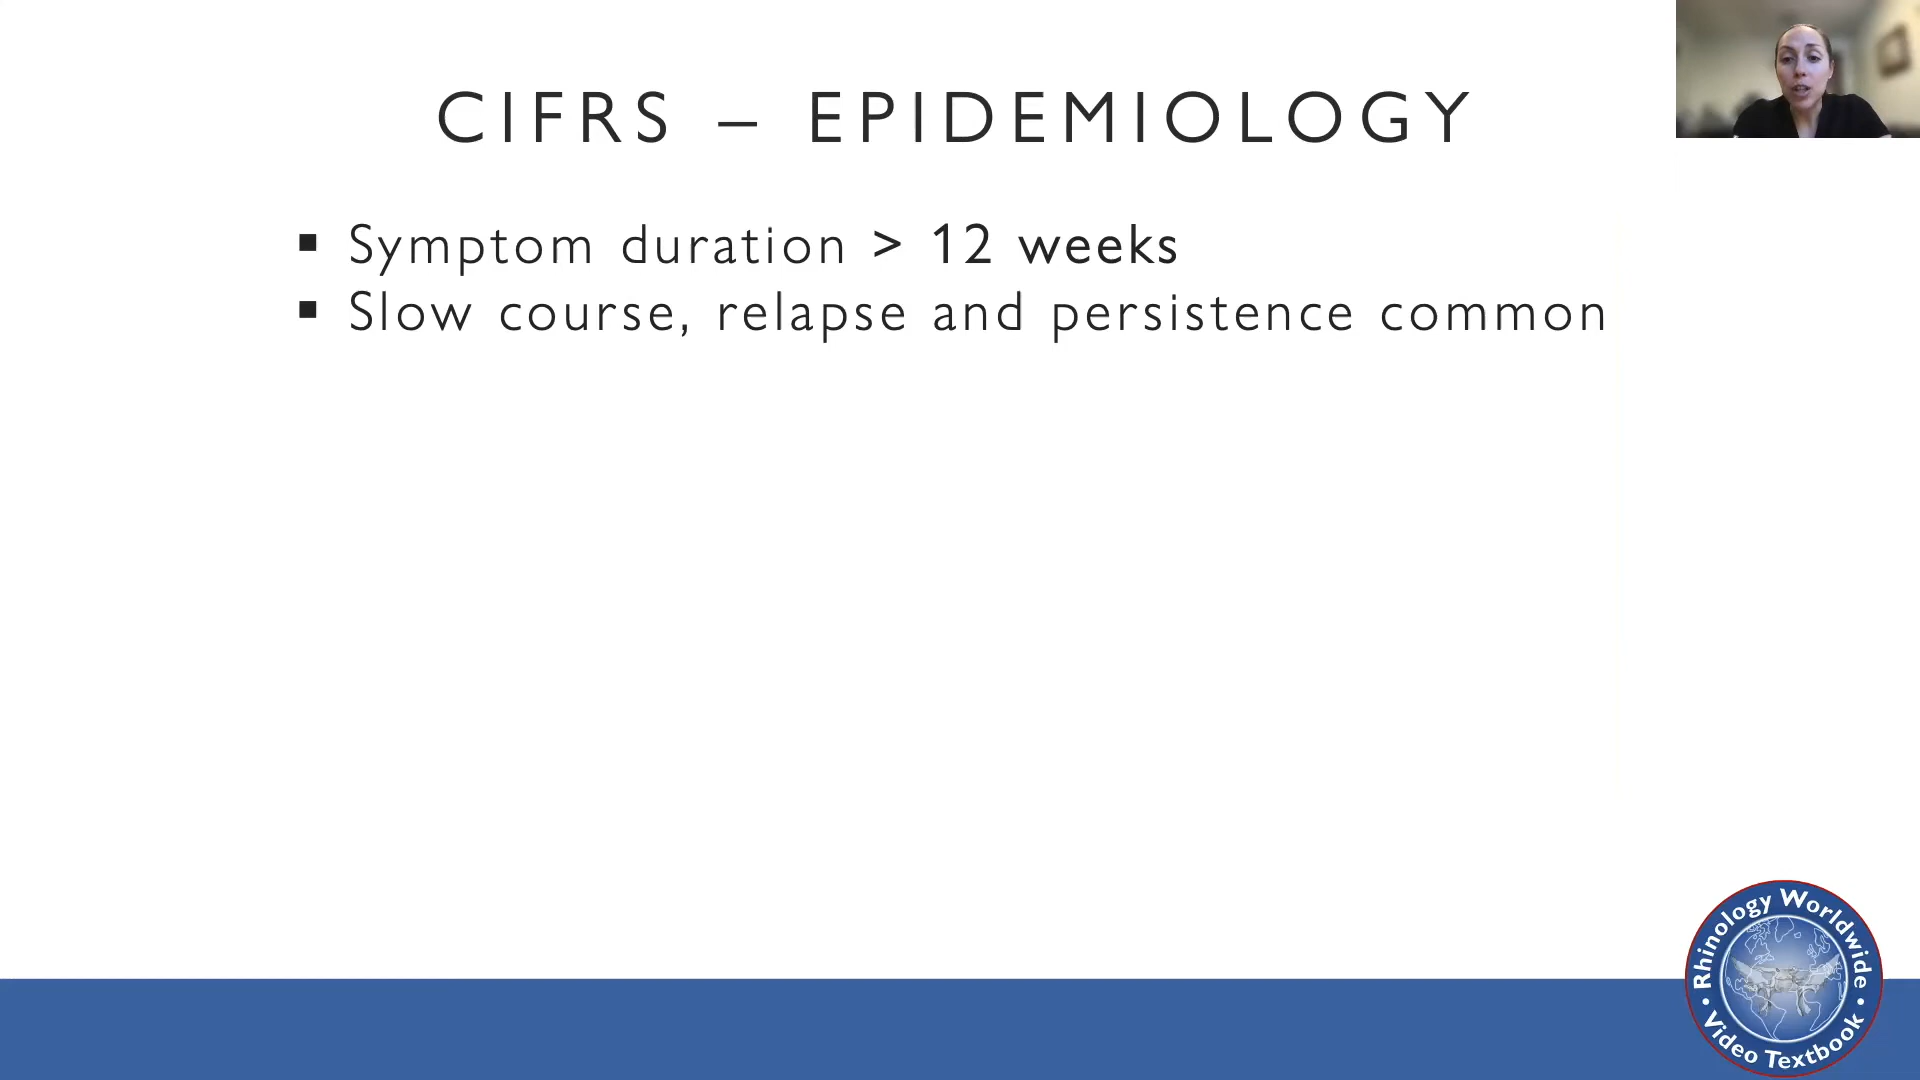 CIFRS – EPIDEMIOLOGY
▪ Symptom duration > 12 weeks
▪ Slow course, relapse and persistence common
Rhinology Worldwide
• Video Textbook •